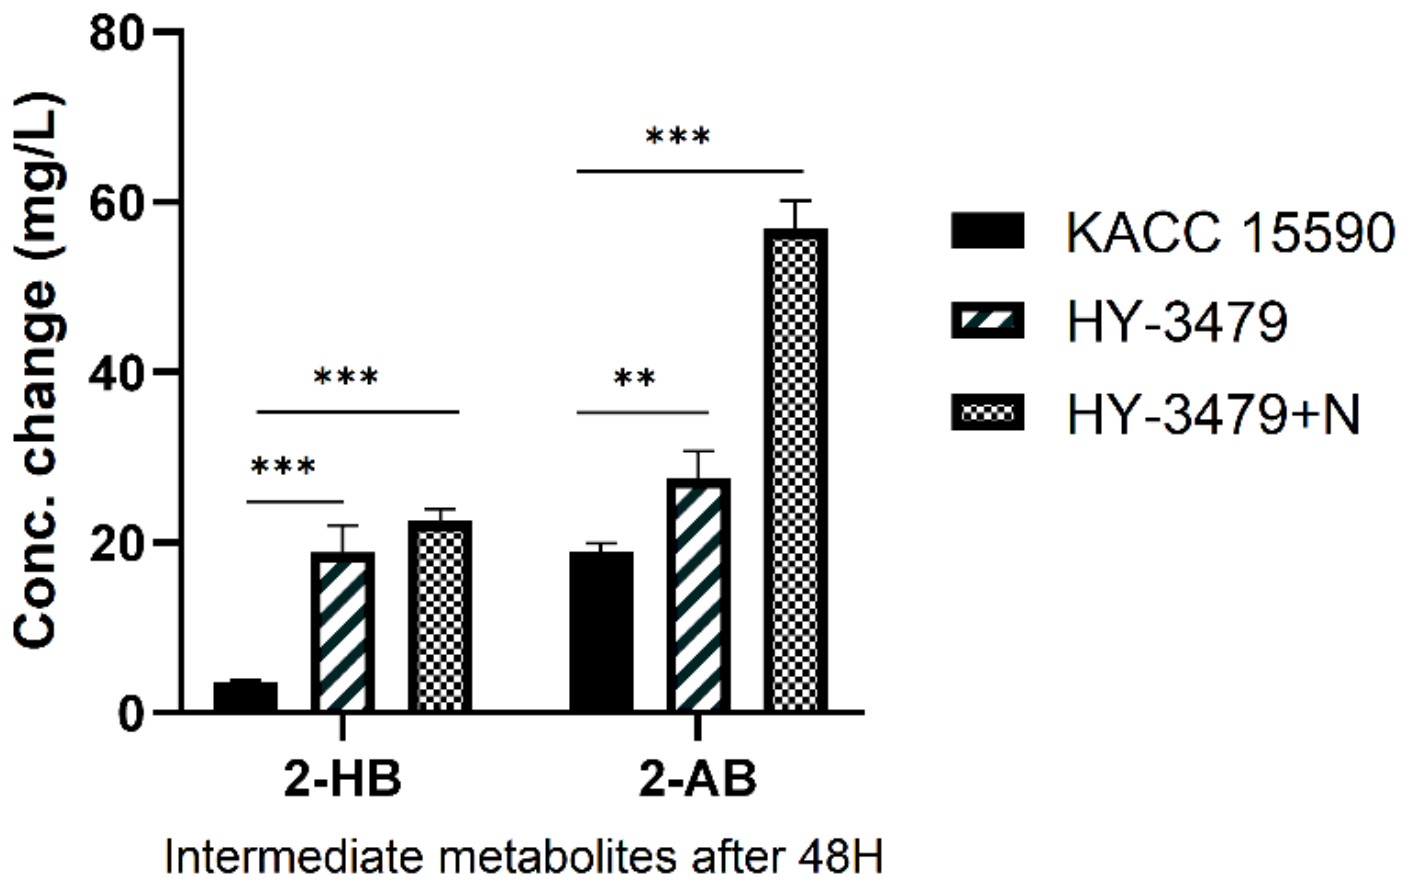 Conc. change (mg/L)
80
60
40
20
0
***
***
**
***
2-HB
2-AB
Intermediate metabolites after 48H
KACC 15590
HY-3479
HY-3479+N